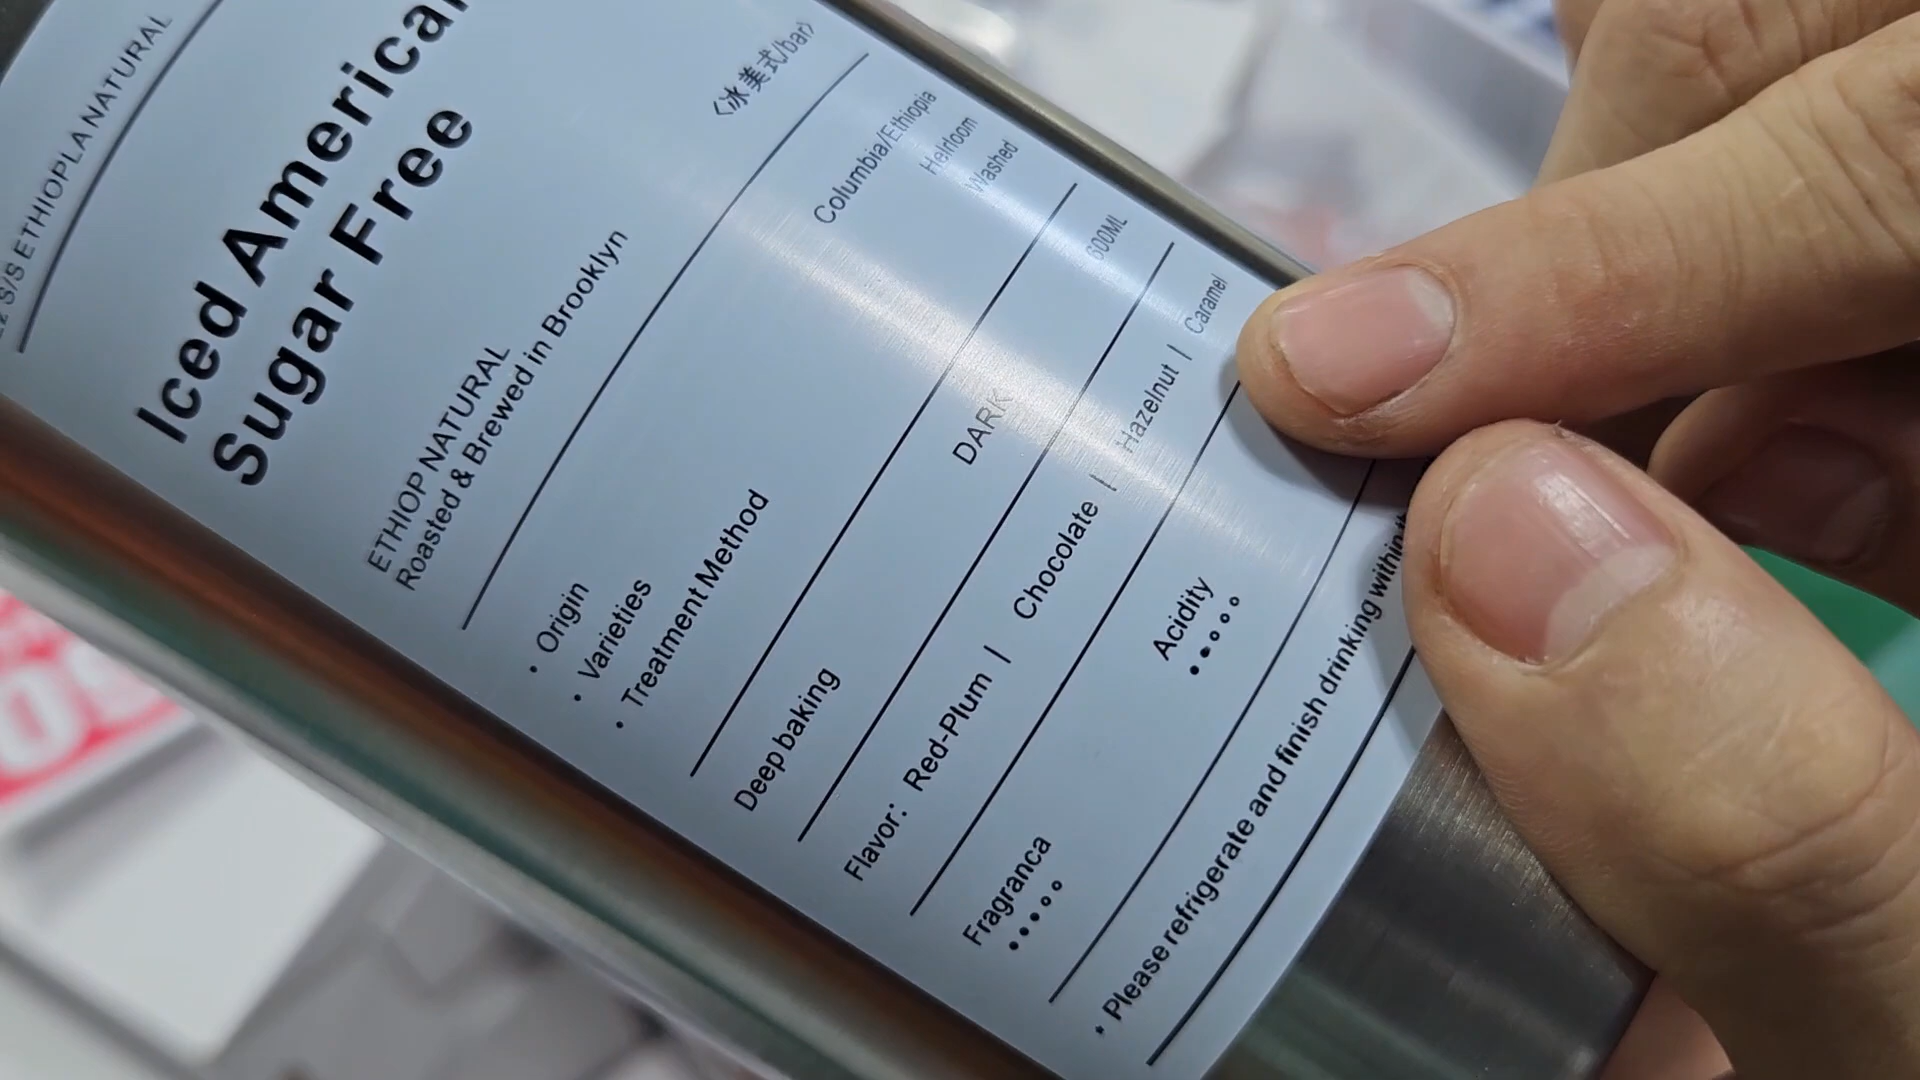 S/S ETHIOPLA NATURAL
Iced American
Sugar Free
《冰美式/bar》
ETHIOP NATURAL
Roasted & Brewed in Brooklyn
• Origin Columbia/Ethiopia
• Varieties Heirloom
• Treatment Method Washed
Deep baking DARK 600ML
Flavor: Red-Plum | Chocolate | Hazelnut | Caramel
Fragranca Acidity
* Please refrigerate and finish drinking within